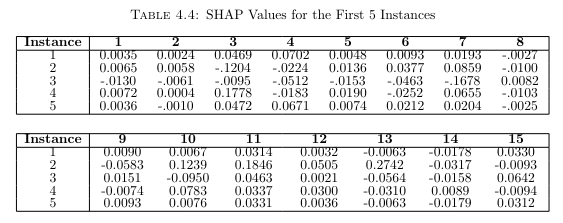 TABLE 4.4: SHAP Values for the First 5 Instances
Instance 1 2 3 4 5 6 7 8
1 0.0035 0.0024 0.0469 0.0702 0.0048 0.0093 0.0193 -.0027
2 0.0065 0.0058 -.1204 -.0224 0.0136 0.0377 0.0859 -.0100
3 -.0130 -.0061 -.0095 -.0512 -.0153 -.0463 -.1678 0.0082
4 0.0072 0.0004 0.1778 -.0183 0.0190 -.0252 0.0655 -.0103
5 0.0036 -.0010 0.0472 0.0671 0.0074 0.0212 0.0204 -.0025
Instance 9 10 11 12 13 14 15
1 0.0090 0.0067 0.0314 0.0032 -0.0063 -0.0178 0.0330
2 -0.0583 0.1239 0.1846 0.0505 0.2742 -0.0317 -0.0093
3 0.0151 -0.0950 0.0463 0.0021 -0.0564 -0.0158 0.0642
4 -0.0074 0.0783 0.0337 0.0300 -0.0310 0.0089 -0.0094
5 0.0093 0.0076 0.0331 0.0036 -0.0063 -0.0179 0.0312